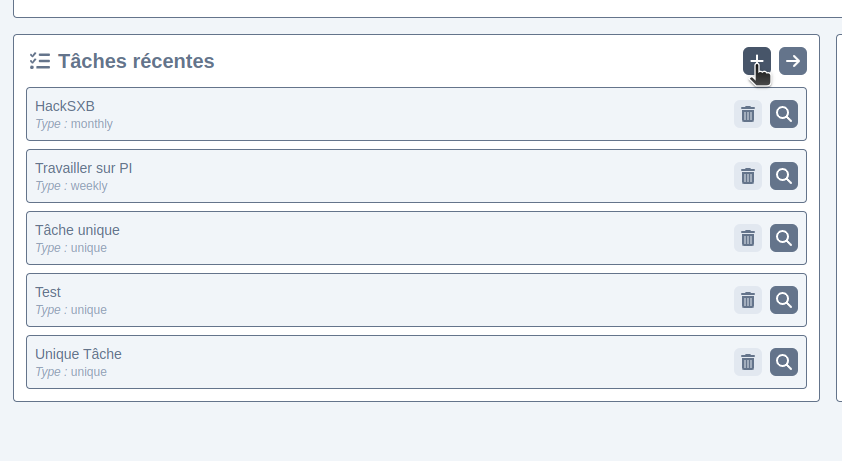 Tâches récentes
HackSXB
Type : monthly
Travailler sur PI
Type : weekly
Tâche unique
Type : unique
Test
Type : unique
Unique Tâche
Type : unique